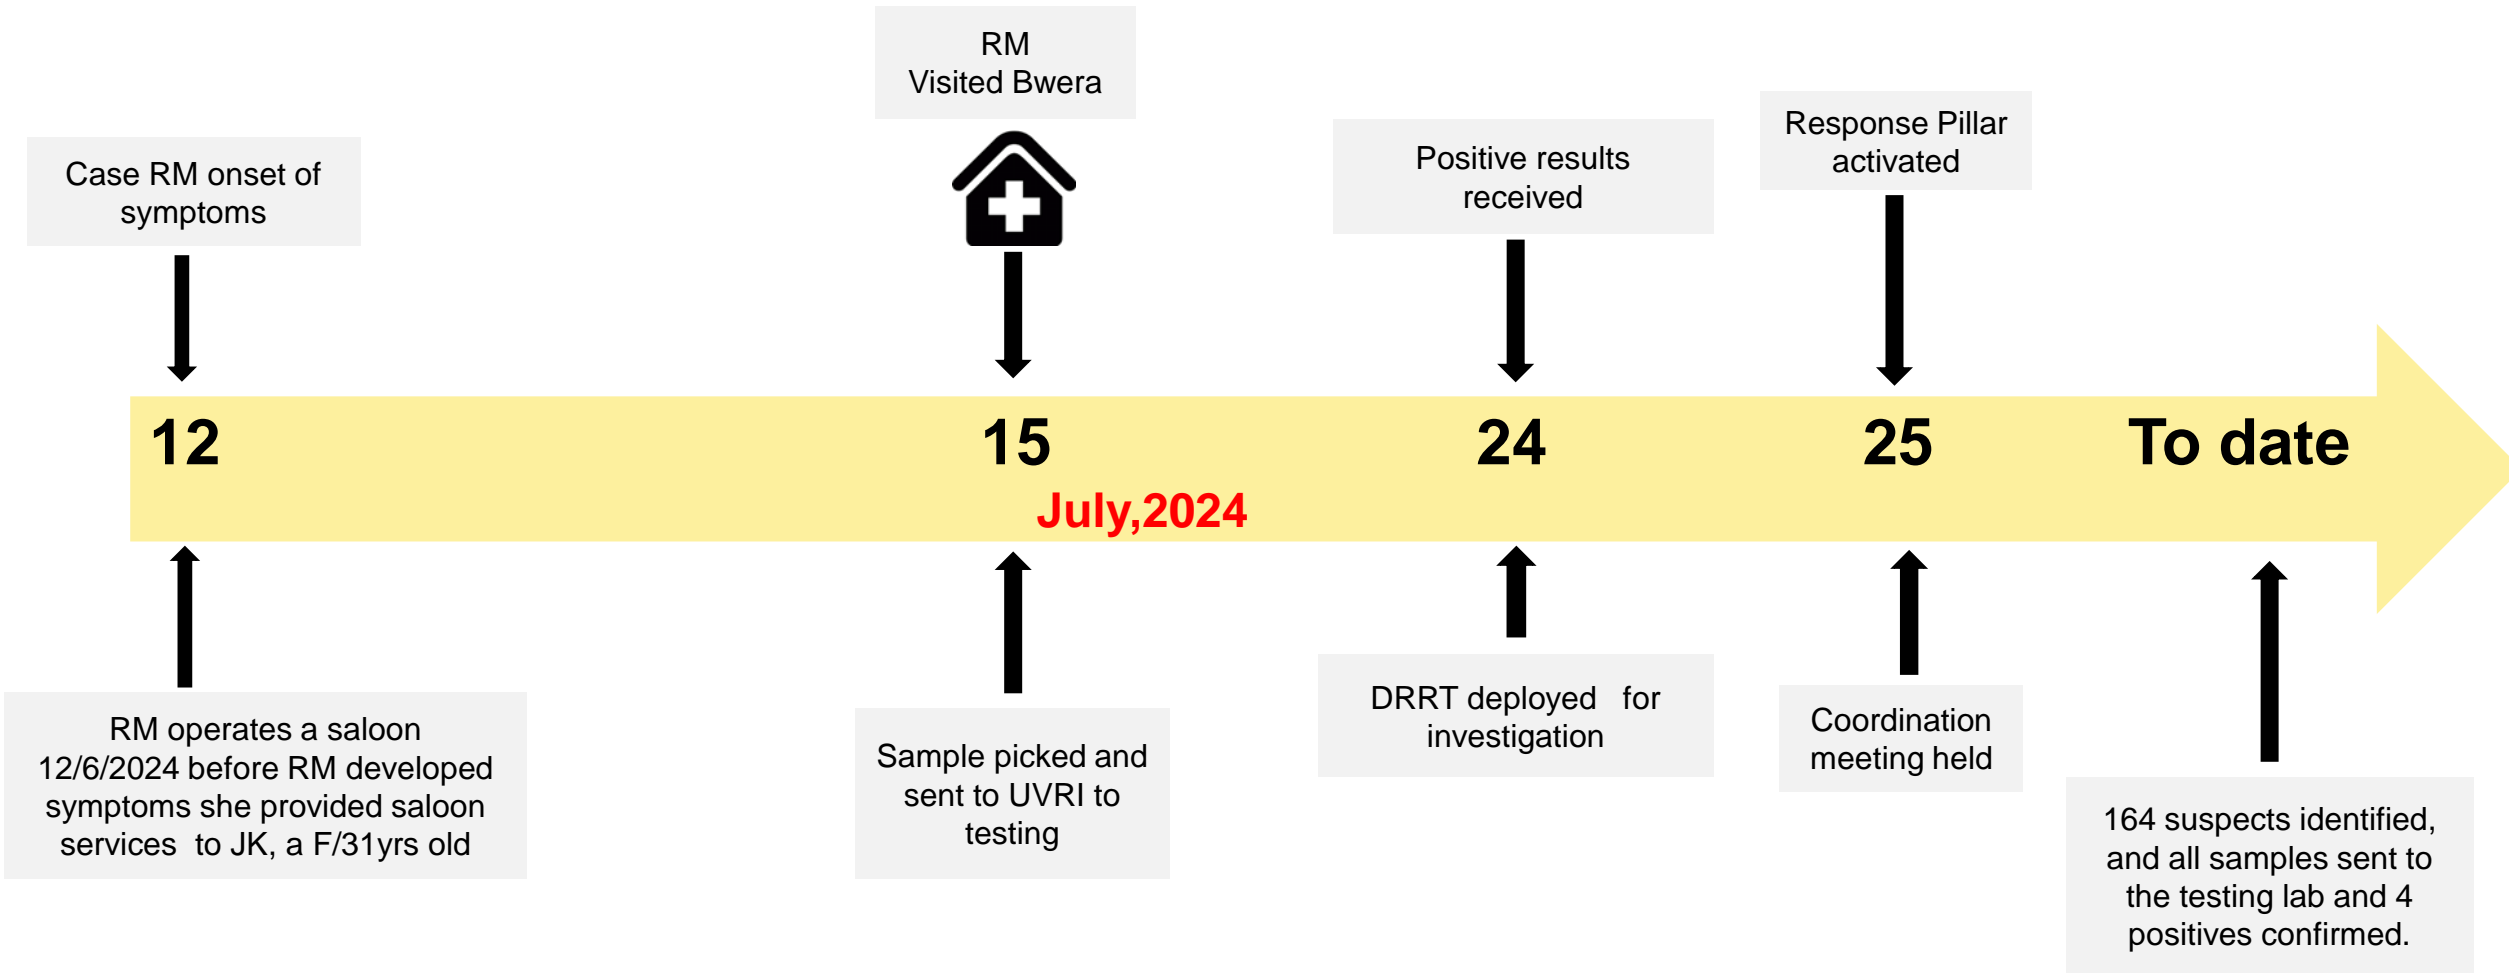 Case RM onset of
symptoms
RM
Visited Bwera
Positive results
received
Response Pillar
activated
12
15
24
25
To date
July,2024
RM operates a saloon
12/6/2024 before RM developed
symptoms she provided saloon
services to JK, a F/31yrs old
Sample picked and
sent to UVRI to
testing
DRRT deployed for
investigation
Coordination
meeting held
164 suspects identified,
and all samples sent to
the testing lab and 4
positives confirmed.